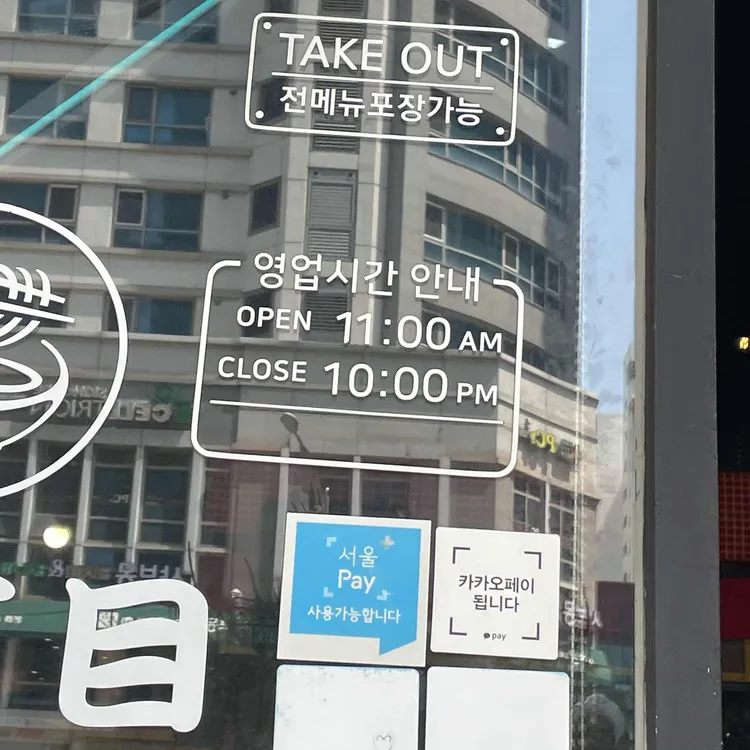 TAKE OUT
전메뉴포장가능
영업시간 안내
OPEN 11:00 AM
CLOSE 10:00 PM
서울
Pay
사용가능합니다
카카오페이
됩니다
pay
目